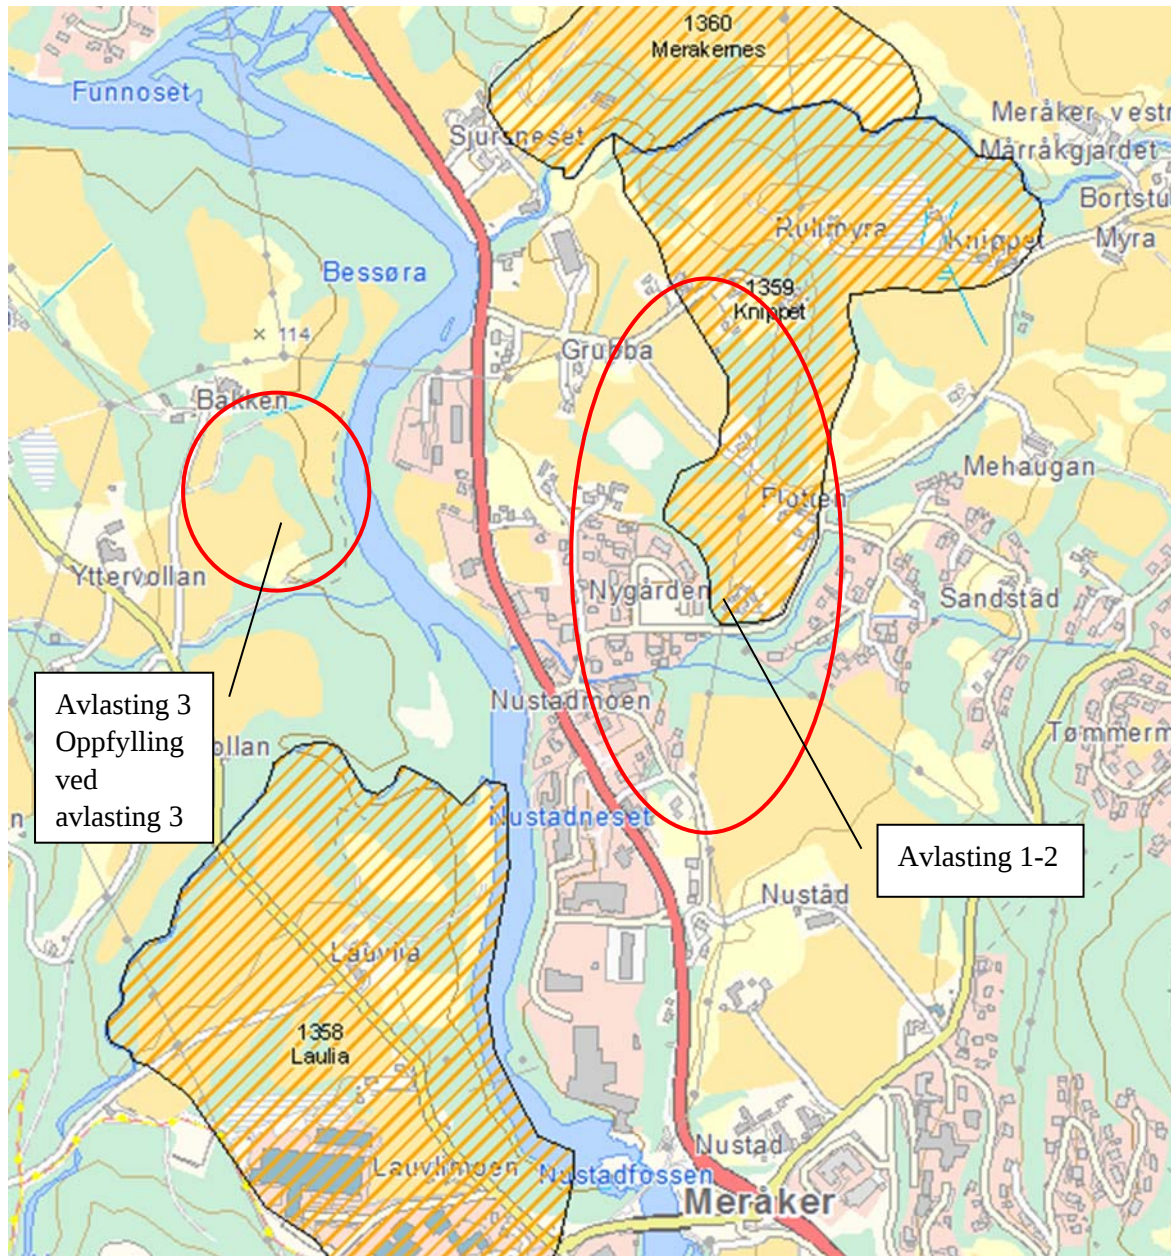 1360
Merakernes
Funnoset
Meråker vestr
Sjursneset
Mårråkgjardet
Bortstu
Rulimyra
Knippet
Myra
Bessøra
1359
Knippet
114
Grubba
Bakken
Mehaugan
Flotten
Yttervollan
Nygården
Sandstad
Avlasting 3
Oppfylling
ved
avlasting 3
Nustadmoen
ollan
Tømmerm
n
Nustadneset
Avlasting 1-2
Nustad
Lauvlia
1358
Laulia
Nustad
Lauvlimoen
Nustadfossen
Meråker